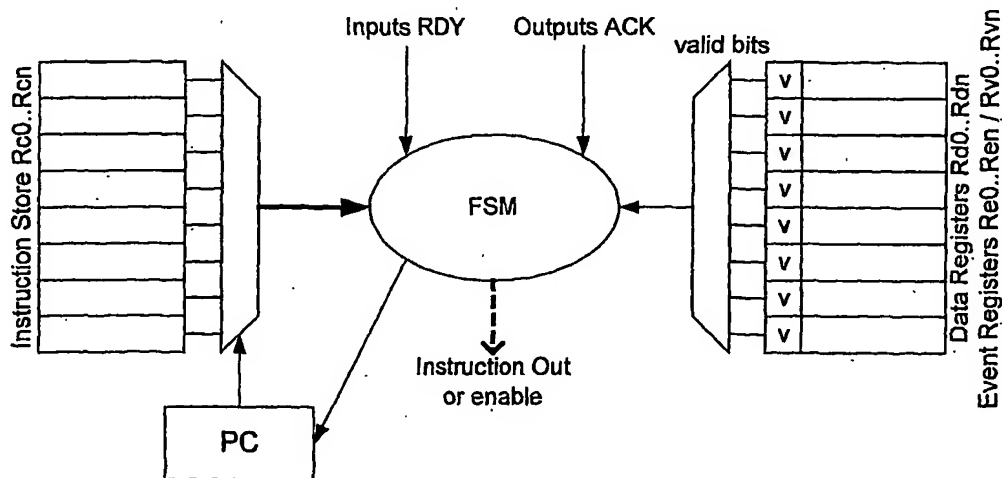 Inputs RDY
Outputs ACK
valid bits
Instruction Store Rc0..Rcn
FSM
v
v
v
v
v
v
v
v
Data Registers Rd0..Rdn
Event Registers Re0..Ren / Rv0..Rvn
Instruction Out
or enable
PC